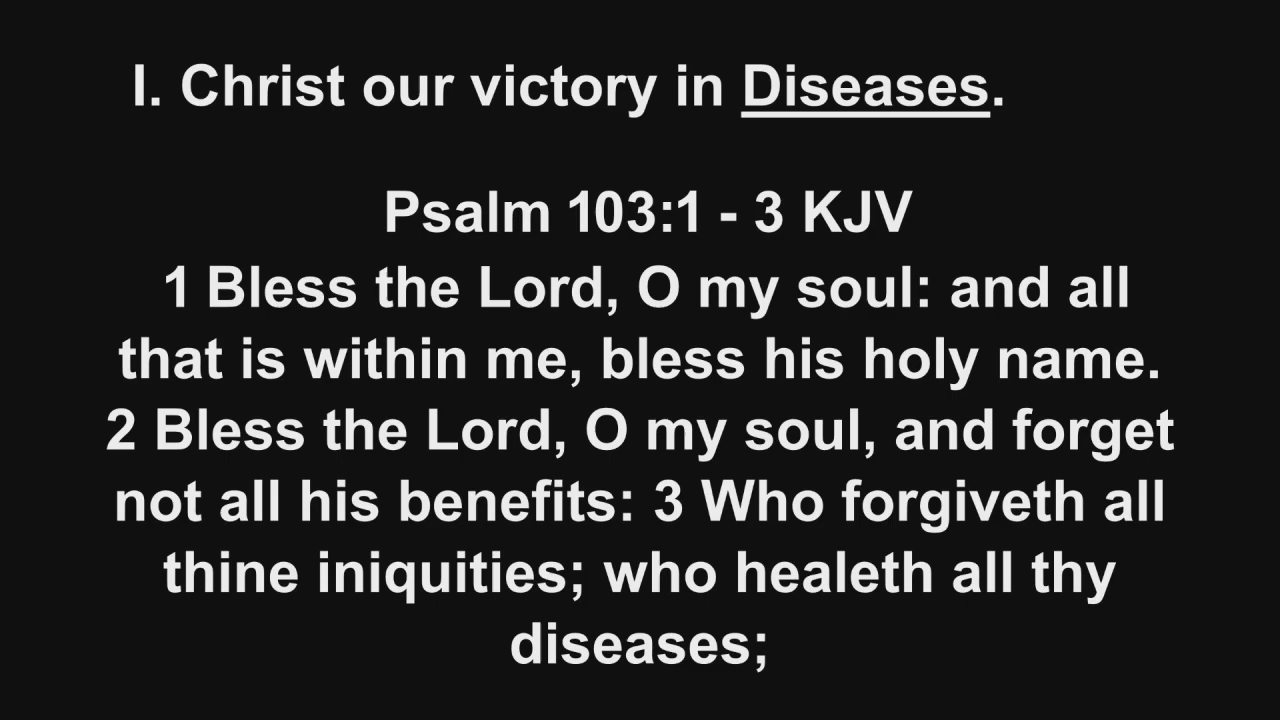 I. Christ our victory in Diseases.
Psalm 103:1 - 3 KJV
1 Bless the Lord, O my soul: and all
that is within me, bless his holy name.
2 Bless the Lord, O my soul, and forget
not all his benefits: 3 Who forgiveth all
thine iniquities; who healeth all thy
diseases;